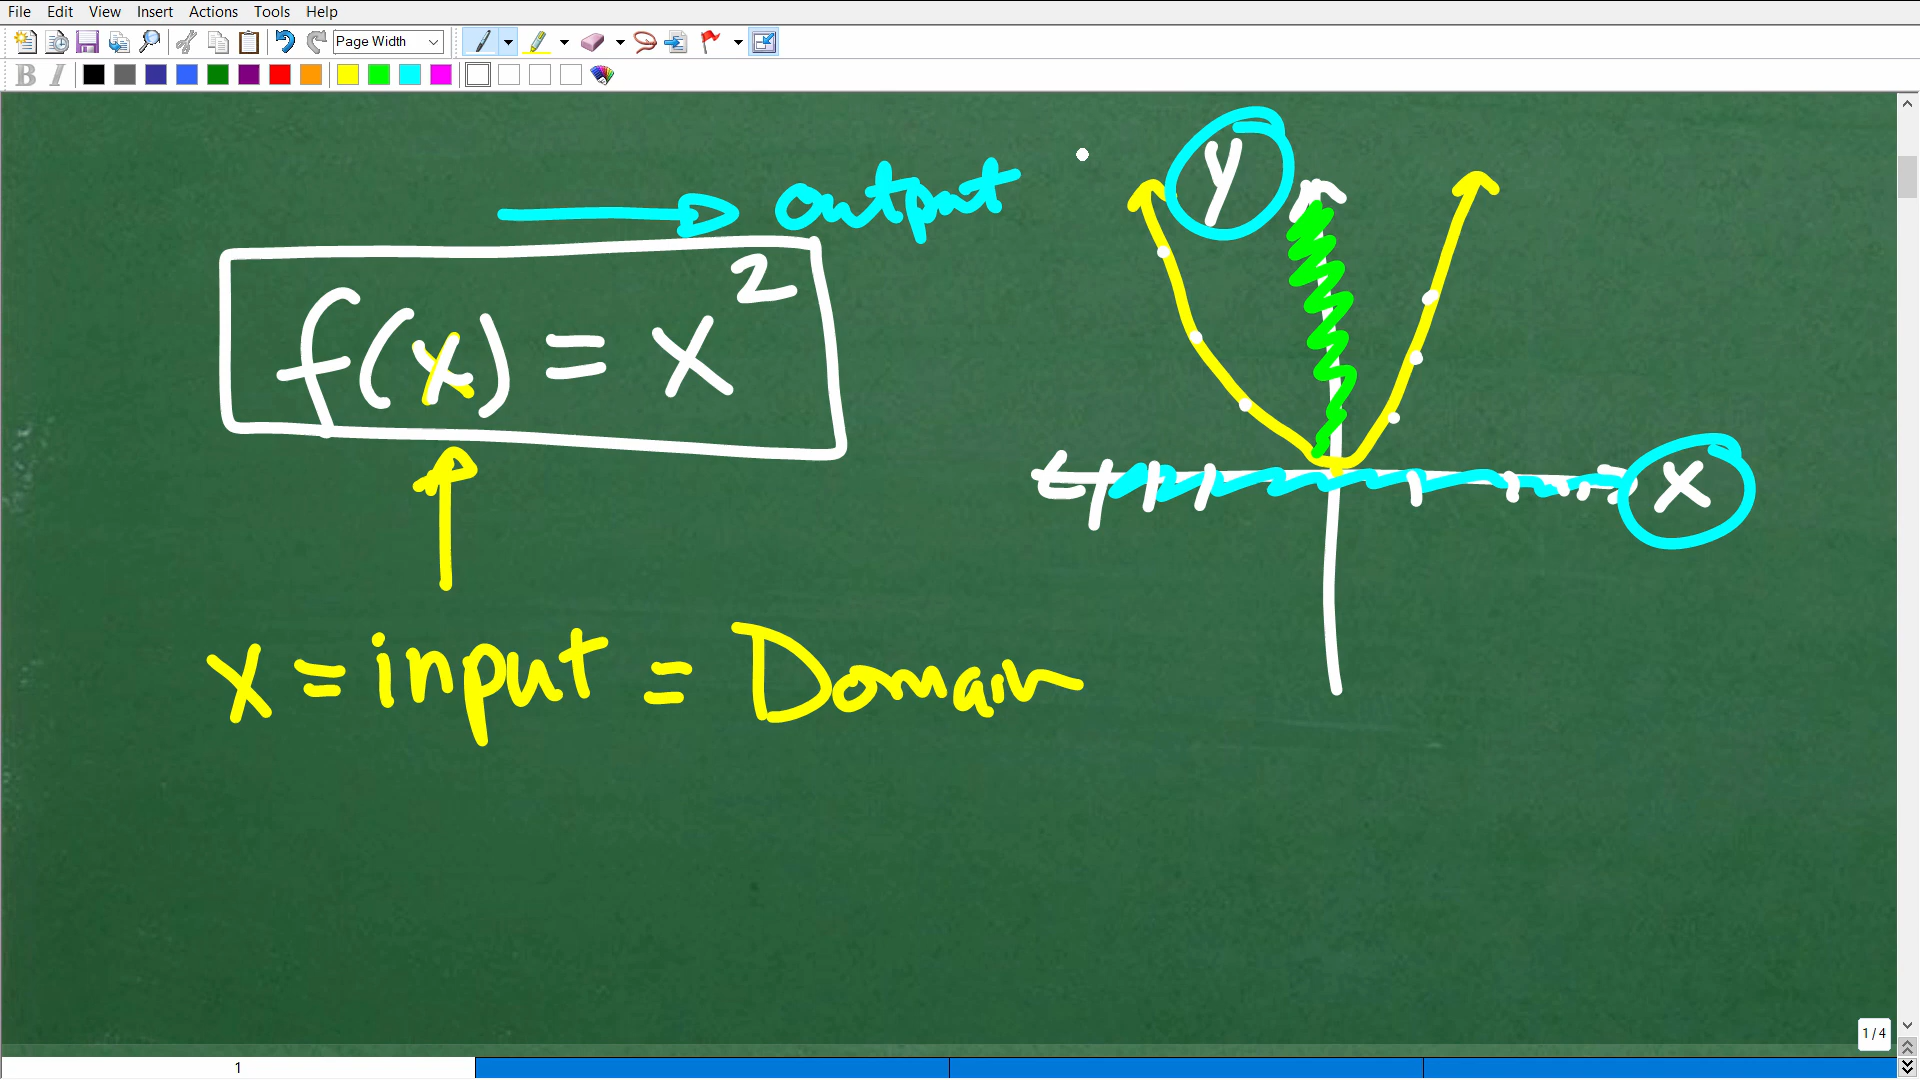 File Edit View Insert Actions Tools Help
Page Width
B I
output
y
f(x) = x²
x
x = input = Domain
1 / 4
1